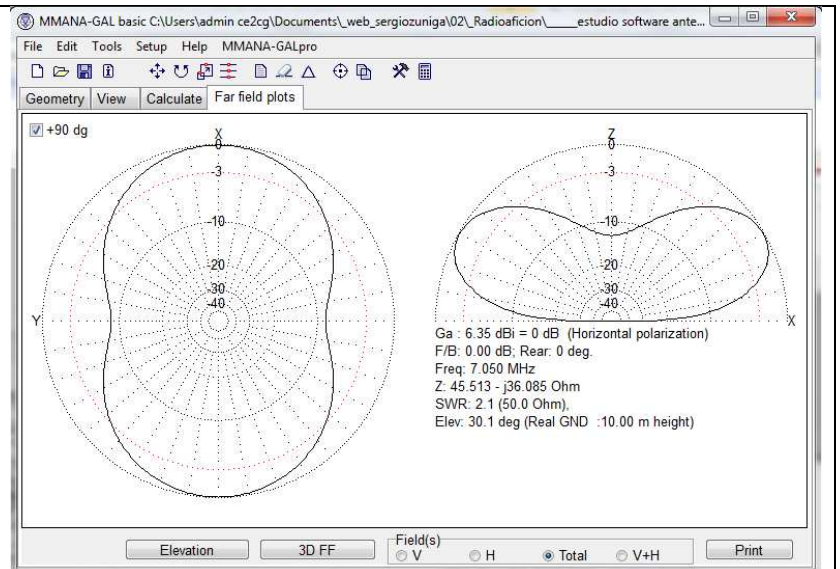 MMANA-GAL basic C:\Users\admin ce2cg\Documents\_web_sergiozuniga\02\_Radioaficion\_____estudio software ante...
File Edit Tools Setup Help MMANA-GALpro
Geometry View Calculate Far field plots
+90 dg
X
0
-3
-10
-20
-30
-40
Y
Z
0
-3
-10
-20
-30
-40
X
Ga : 6.35 dBi = 0 dB (Horizontal polarization)
F/B: 0.00 dB; Rear: 0 deg.
Freq: 7.050 MHz
Z: 45.513 - j36.085 Ohm
SWR: 2.1 (50.0 Ohm),
Elev: 30.1 deg (Real GND :10.00 m height)
Elevation
3D FF
Field(s)
V H Total V+H
Print